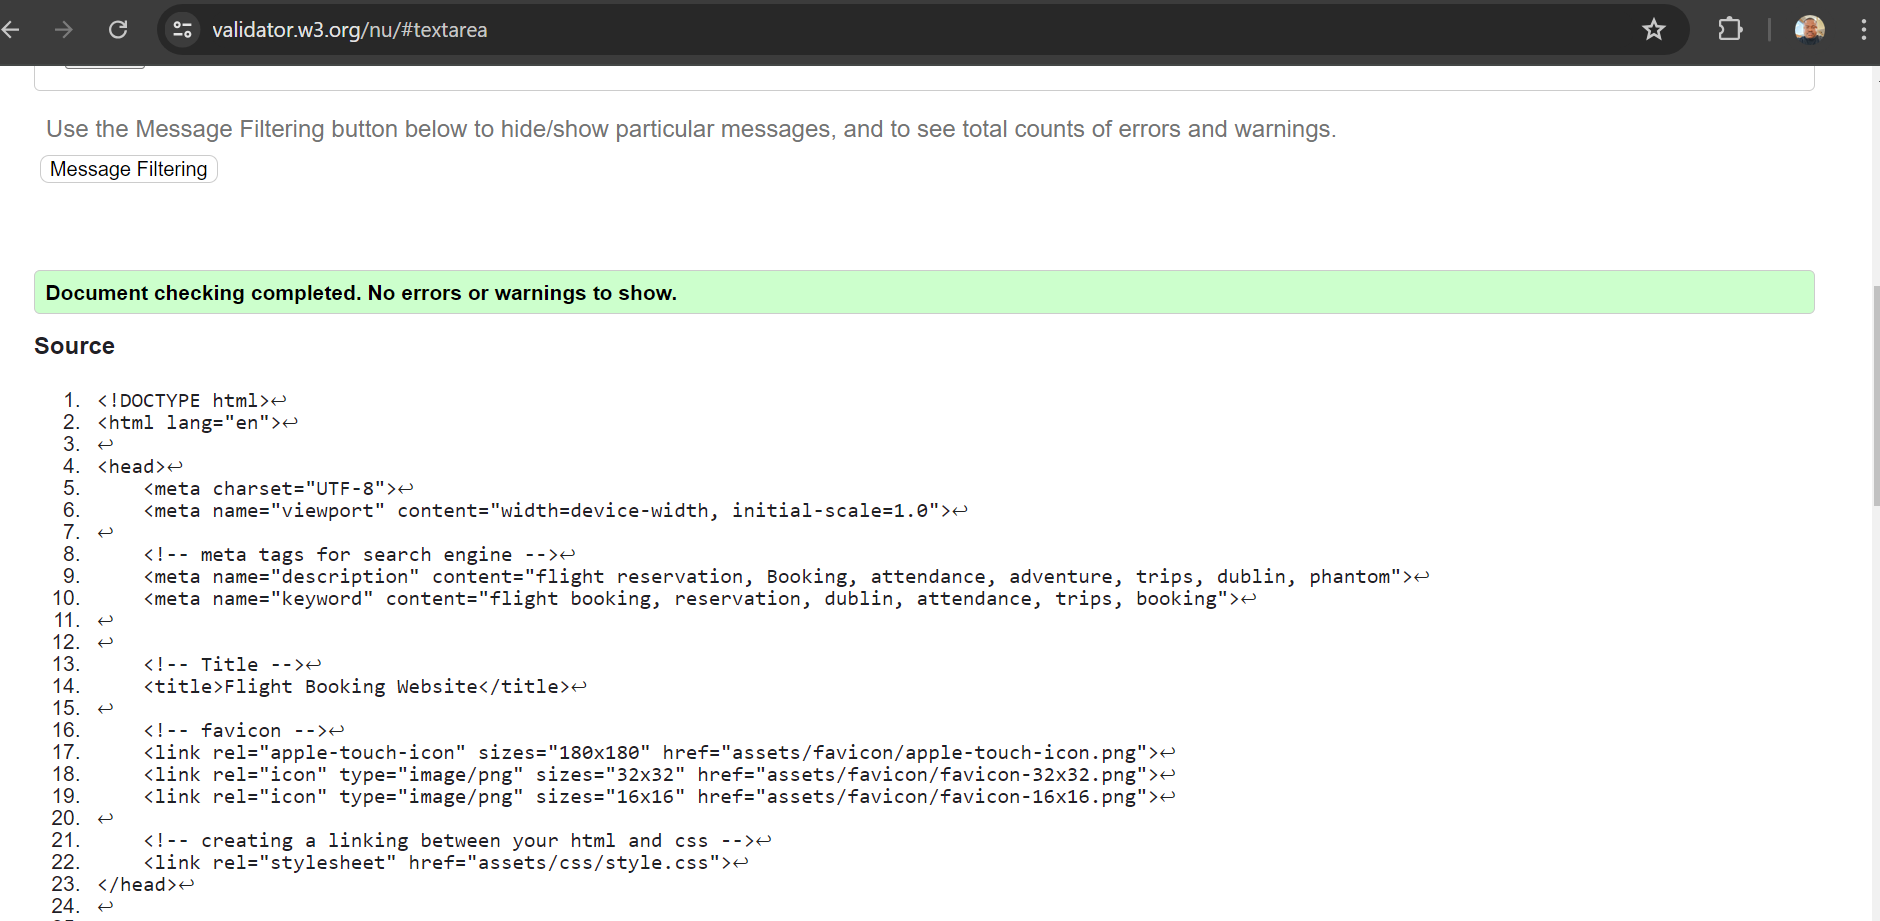 validator.w3.org/nu/#textarea
Use the Message Filtering button below to hide/show particular messages, and to see total counts of errors and warnings.
Message Filtering
Document checking completed. No errors or warnings to show.
Source
1. <!DOCTYPE html>↩
2. <html lang="en">↩
3. ↩
4. <head>↩
5.     <meta charset="UTF-8">↩
6.     <meta name="viewport" content="width=device-width, initial-scale=1.0">↩
7. ↩
8.     <!-- meta tags for search engine -->↩
9.     <meta name="description" content="flight reservation, Booking, attendance, adventure, trips, dublin, phantom">↩
10.     <meta name="keyword" content="flight booking, reservation, dublin, attendance, trips, booking">↩
11. ↩
12. ↩
13.     <!-- Title -->↩
14.     <title>Flight Booking Website</title>↩
15. ↩
16.     <!-- favicon -->↩
17.     <link rel="apple-touch-icon" sizes="180x180" href="assets/favicon/apple-touch-icon.png">↩
18.     <link rel="icon" type="image/png" sizes="32x32" href="assets/favicon/favicon-32x32.png">↩
19.     <link rel="icon" type="image/png" sizes="16x16" href="assets/favicon/favicon-16x16.png">↩
20. ↩
21.     <!-- creating a linking between your html and css -->↩
22.     <link rel="stylesheet" href="assets/css/style.css">↩
23. </head>↩
24. ↩